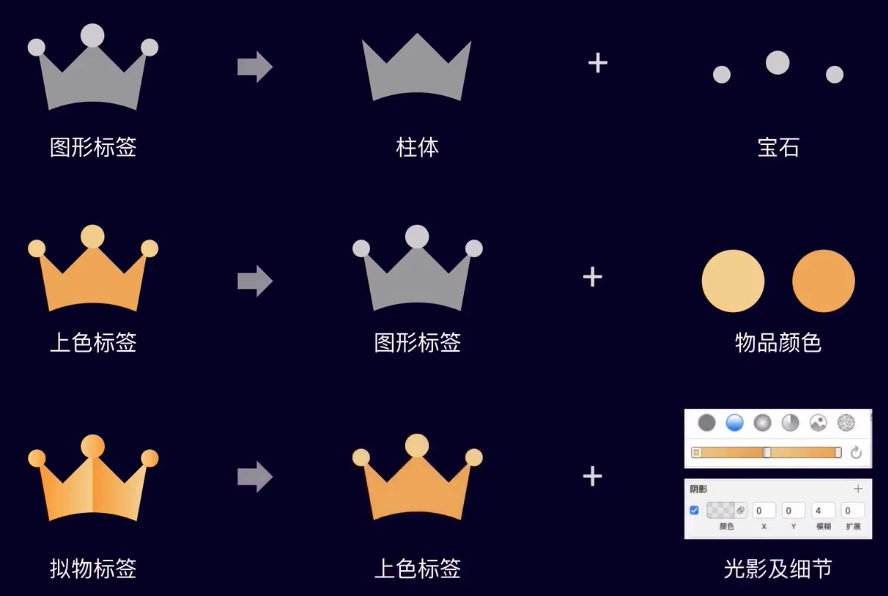 图形标签
柱体
+
宝石
上色标签
图形标签
+
物品颜色
阴影
0 0 4 0
颜色 X Y 模糊 扩展
拟物标签
上色标签
+
光影及细节